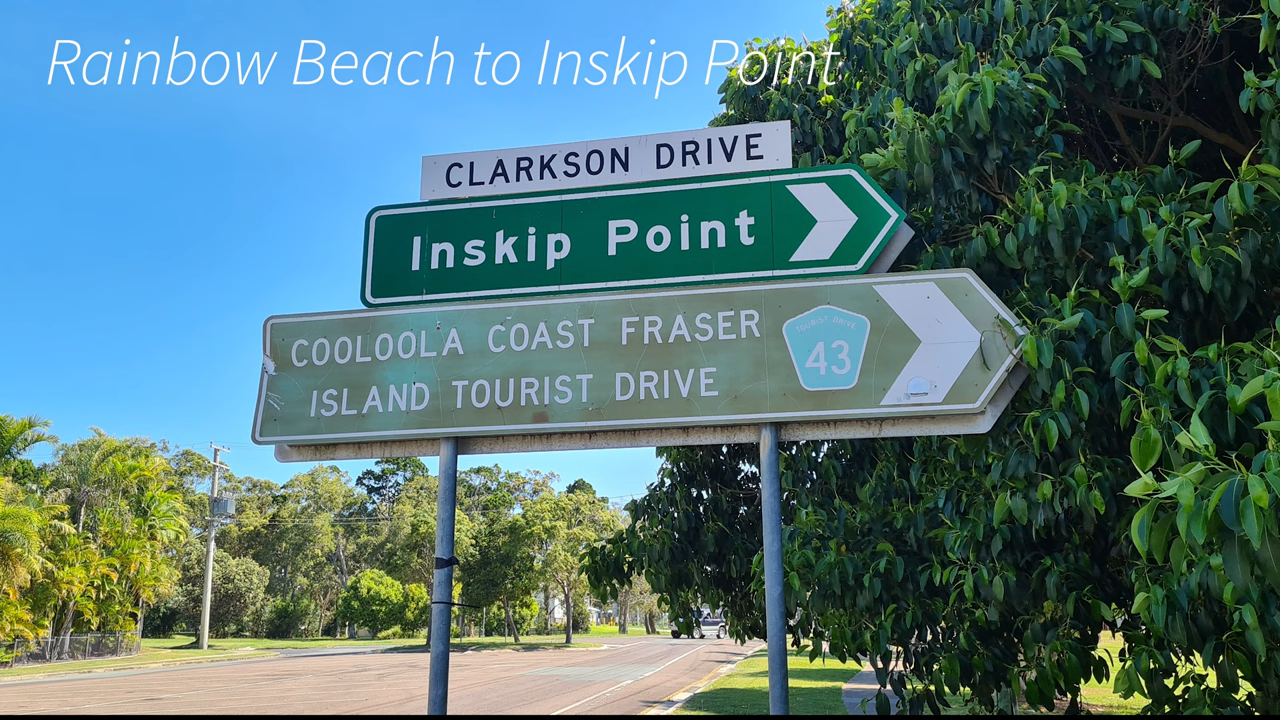 Rainbow Beach to Inskip Point
CLARKSON DRIVE
Inskip Point
COOLOOLA COAST FRASER
ISLAND TOURIST DRIVE
TOURIST DRIVE
43